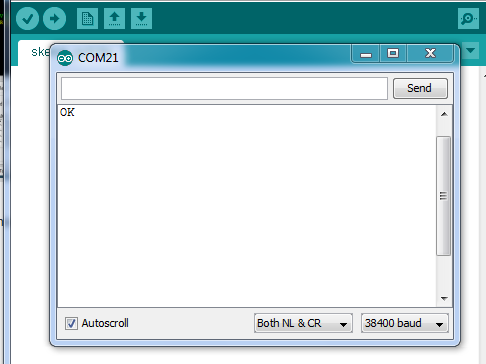 ske
COM21
Send
OK
Autoscroll
Both NL & CR
38400 baud